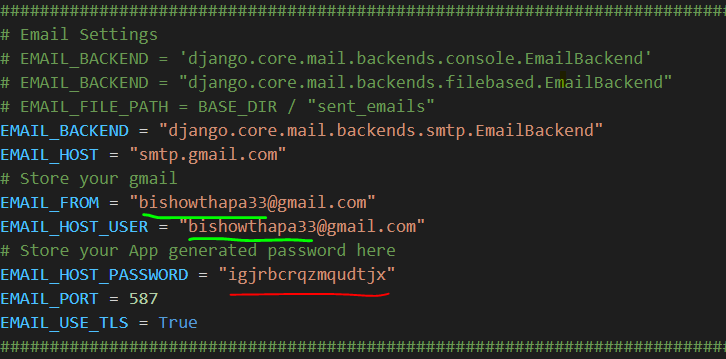 #########################################################################
# Email Settings
# EMAIL_BACKEND = 'django.core.mail.backends.console.EmailBackend'
# EMAIL_BACKEND = "django.core.mail.backends.filebased.EmailBackend"
# EMAIL_FILE_PATH = BASE_DIR / "sent_emails"
EMAIL_BACKEND = "django.core.mail.backends.smtp.EmailBackend"
EMAIL_HOST = "smtp.gmail.com"
# Store your gmail
EMAIL_FROM = "bishowthapa33@gmail.com"
EMAIL_HOST_USER = "bishowthapa33@gmail.com"
# Store your App generated password here
EMAIL_HOST_PASSWORD = "igjrbcrqzmqudtjx"
EMAIL_PORT = 587
EMAIL_USE_TLS = True
#########################################################################